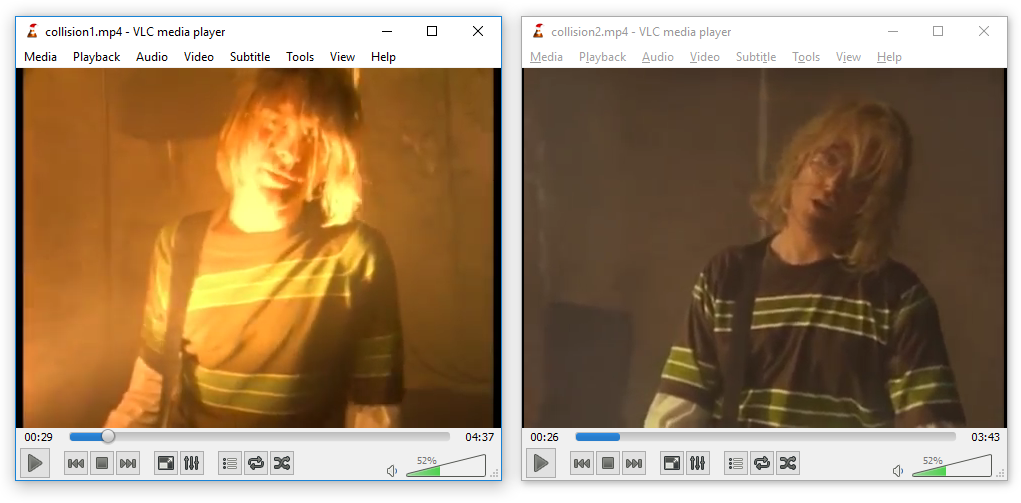 collision1.mp4 - VLC media player
Media Playback Audio Video Subtitle Tools View Help
00:29 04:37
52%
collision2.mp4 - VLC media player
Media Playback Audio Video Subtitle Tools View Help
00:26 03:43
52%